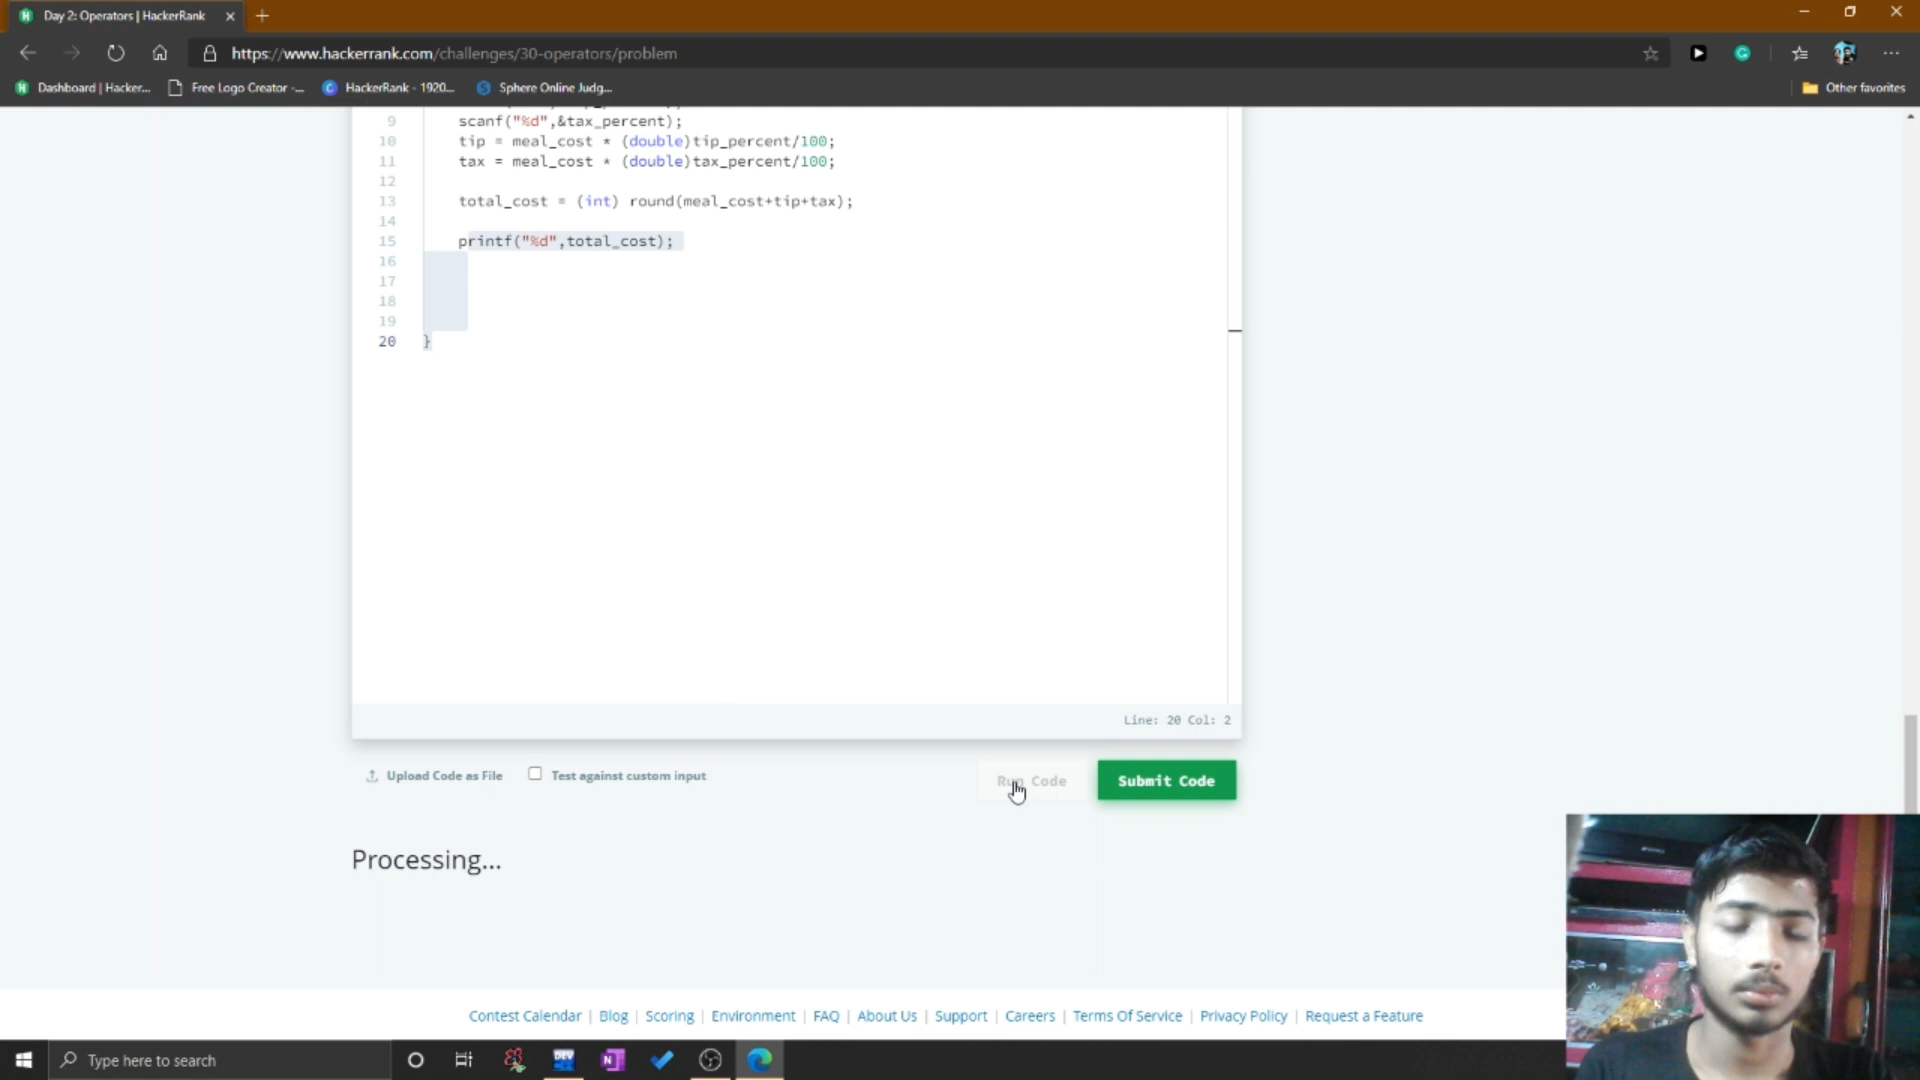 Day 2: Operators | HackerRank
https://www.hackerrank.com/challenges/30-operators/problem
Dashboard | Hacker... Free Logo Creator -... HackerRank - 1920... Sphere Online Judg... Other favorites
9 scanf("%d",&tax_percent);
10 tip = meal_cost * (double)tip_percent/100;
11 tax = meal_cost * (double)tax_percent/100;
12
13 total_cost = (int) round(meal_cost+tip+tax);
14
15 printf("%d",total_cost);
16
17
18
19
20 }
Line: 20 Col: 2
Upload Code as File Test against custom input Run Code Submit Code
Processing...
Contest Calendar | Blog | Scoring | Environment | FAQ | About Us | Support | Careers | Terms Of Service | Privacy Policy | Request a Feature
Type here to search DEV N